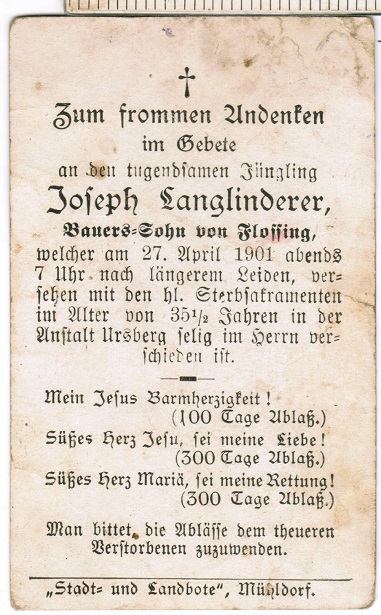 Zum frommen Andenken
im Gebete
an den tugendsamen Jüngling
Joseph Langlinderer,
Bauers-Sohn von Flossing,
welcher am 27. April 1901 abends
7 Uhr nach längerem Leiden, ver-
sehen mit den hl. Sterbsakramenten
im Alter von 35 1/2 Jahren in der
Anstalt Ursberg selig im Herrn ver-
schieden ist.
Mein Jesus Barmherzigkeit!
(100 Tage Ablaß.)
Süßes Herz Jesu, sei meine Liebe!
(300 Tage Ablaß.)
Süßes Herz Mariä, sei meine Rettung!
(300 Tage Ablaß.)
Man bittet, die Ablässe dem theueren
Verstorbenen zuzuwenden.
„Stadt- und Landbote", Mühldorf.